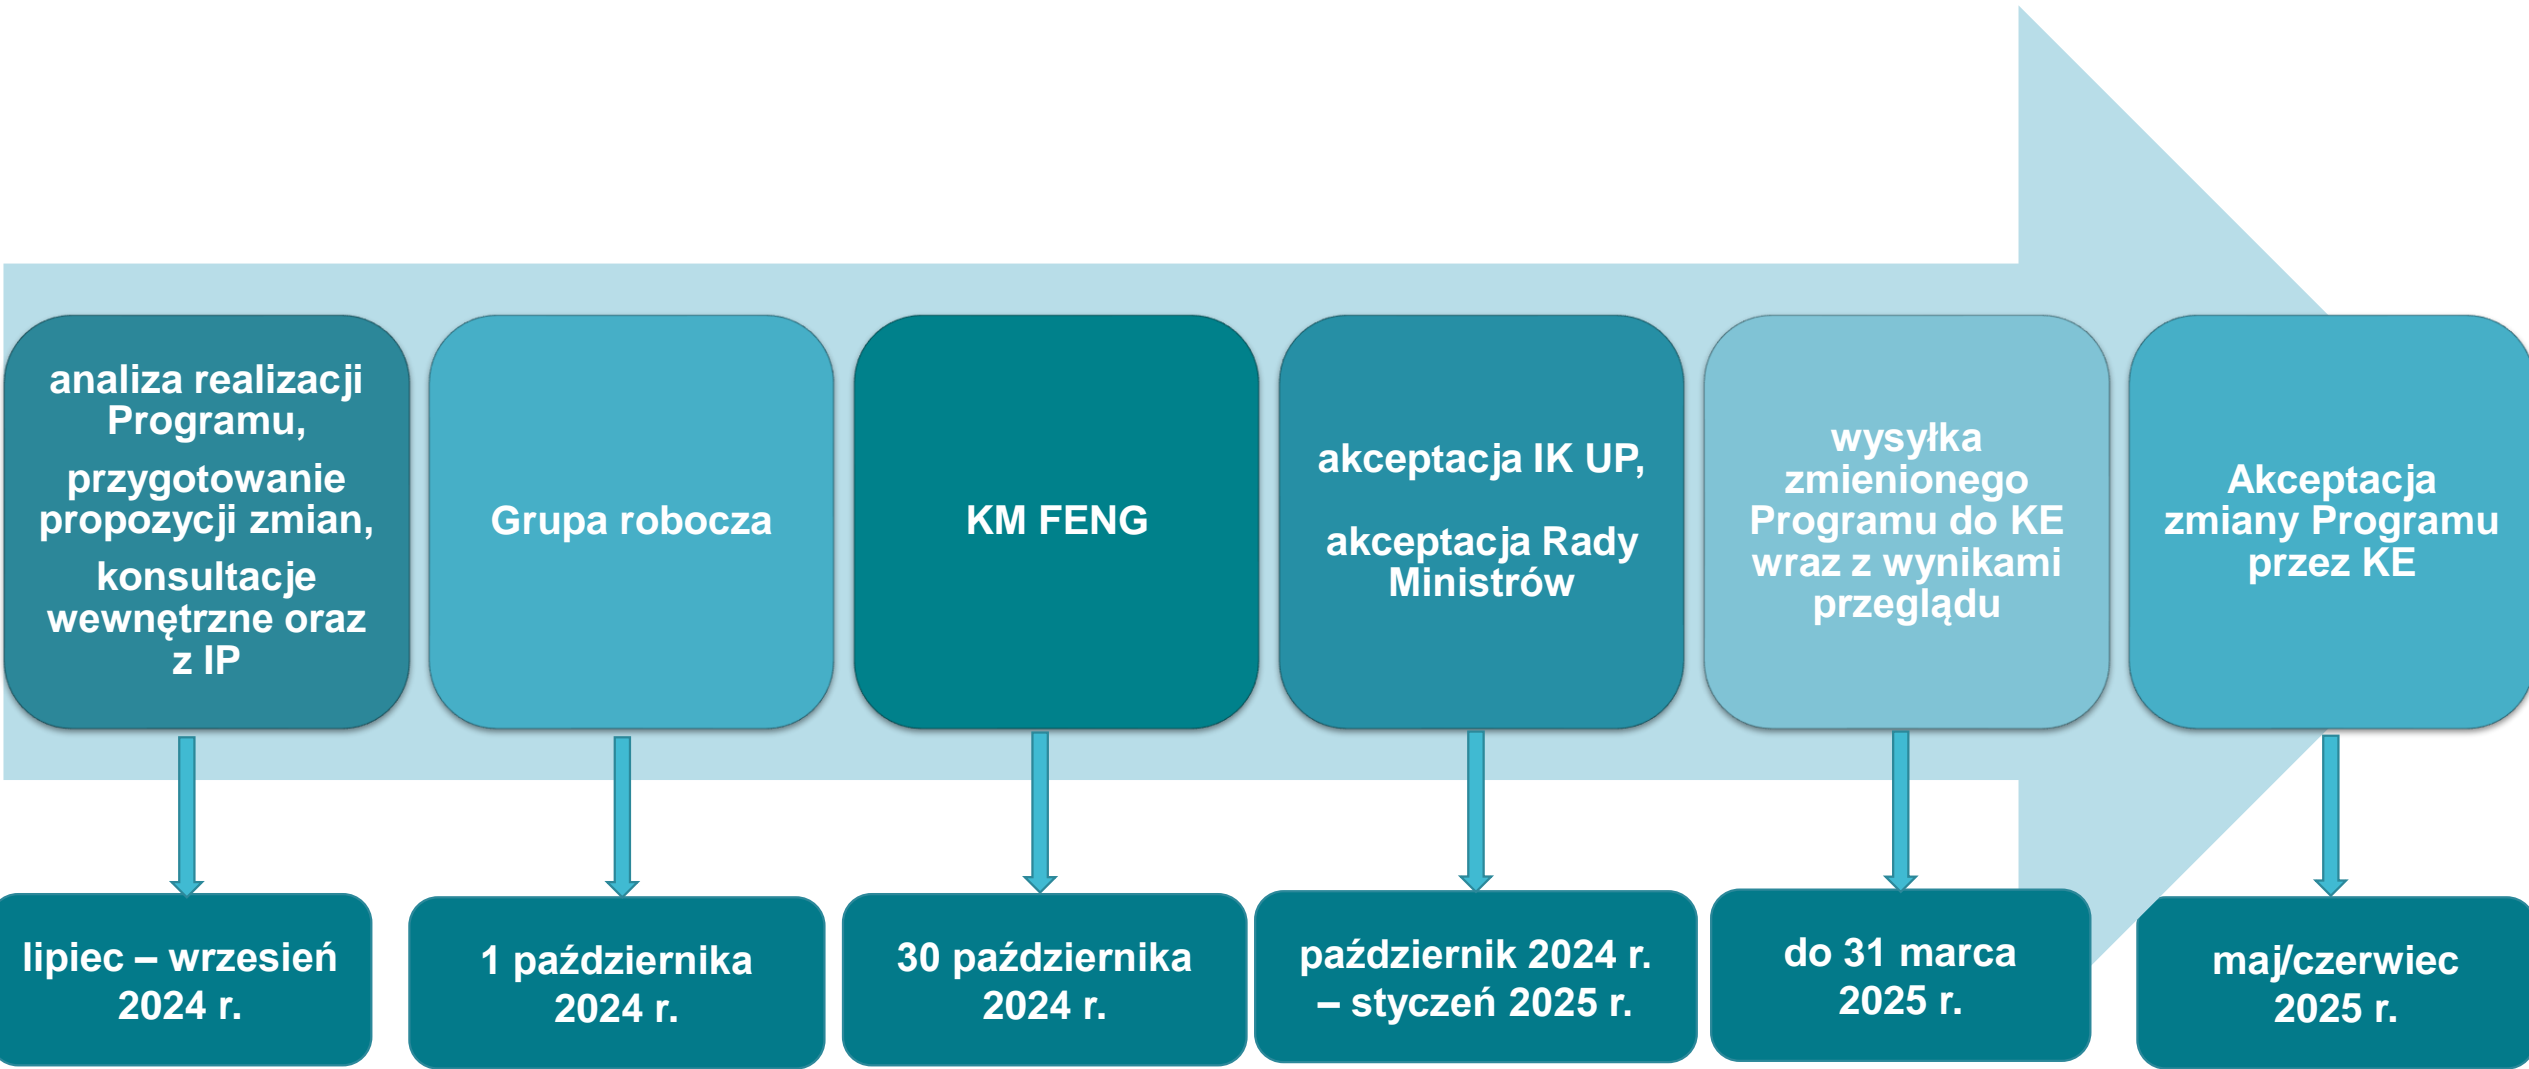 analiza realizacji
Programu,
przygotowanie
propozycji zmian,
konsultacje
wewnętrzne oraz
z IP
Grupa robocza
KM FENG
akceptacja IK UP,
akceptacja Rady
Ministrów
wysyłka
zmienionego
Programu do KE
wraz z wynikami
przeglądu
Akceptacja
zmiany Programu
przez KE
lipiec – wrzesień
2024 r.
1 października
2024 r.
30 października
2024 r.
październik 2024 r.
– styczeń 2025 r.
do 31 marca
2025 r.
maj/czerwiec
2025 r.